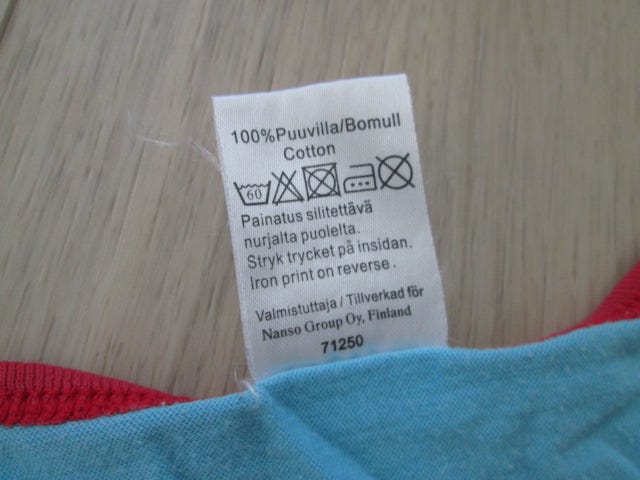 100%Puuvilla/Bomull
Cotton
60
Painatus silitettävä
nurjalta puolelta.
Stryk trycket på insidan.
Iron print on reverse.
Valmistuttaja / Tillverkad för
Nanso Group Oy, Finland
71250